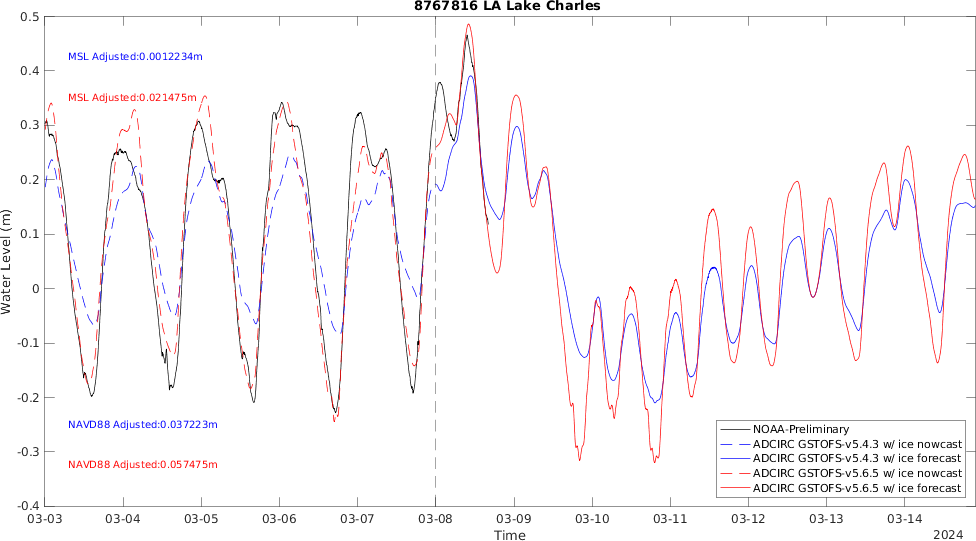 8767816 LA Lake Charles
0.5
0.4
0.3
0.2
0.1
0
-0.1
-0.2
-0.3
-0.4
Water Level (m)
MSL Adjusted:0.0012234m
MSL Adjusted:0.021475m
NAVD88 Adjusted:0.037223m
NAVD88 Adjusted:0.057475m
NOAA-Preliminary
ADCIRC GSTOFS-v5.4.3 w/ ice nowcast
ADCIRC GSTOFS-v5.4.3 w/ ice forecast
ADCIRC GSTOFS-v5.6.5 w/ ice nowcast
ADCIRC GSTOFS-v5.6.5 w/ ice forecast
03-03 03-04 03-05 03-06 03-07 03-08 03-09 03-10 03-11 03-12 03-13 03-14
Time
2024